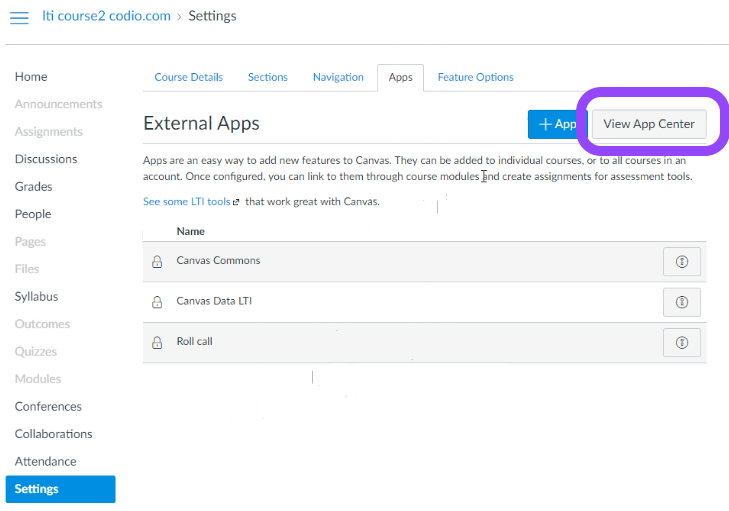 lti course2 codio.com › Settings
Home
Announcements
Assignments
Discussions
Grades
People
Pages
Files
Syllabus
Outcomes
Quizzes
Modules
Conferences
Collaborations
Attendance
Settings
Course Details Sections Navigation Apps Feature Options
External Apps
+ App
View App Center
Apps are an easy way to add new features to Canvas. They can be added to individual courses, or to all courses in an
account. Once configured, you can link to them through course modules and create assignments for assessment tools.
See some LTI tools that work great with Canvas.
Name
Canvas Commons
Canvas Data LTI
Roll call